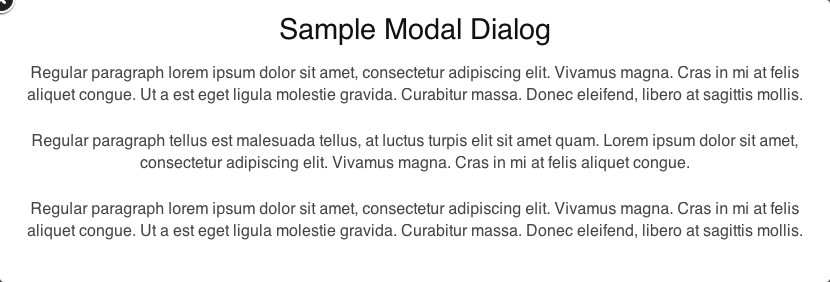 Sample Modal Dialog
Regular paragraph lorem ipsum dolor sit amet, consectetur adipiscing elit. Vivamus magna. Cras in mi at felis
aliquet congue. Ut a est eget ligula molestie gravida. Curabitur massa. Donec eleifend, libero at sagittis mollis.
Regular paragraph tellus est malesuada tellus, at luctus turpis elit sit amet quam. Lorem ipsum dolor sit amet,
consectetur adipiscing elit. Vivamus magna. Cras in mi at felis aliquet congue.
Regular paragraph lorem ipsum dolor sit amet, consectetur adipiscing elit. Vivamus magna. Cras in mi at felis
aliquet congue. Ut a est eget ligula molestie gravida. Curabitur massa. Donec eleifend, libero at sagittis mollis.